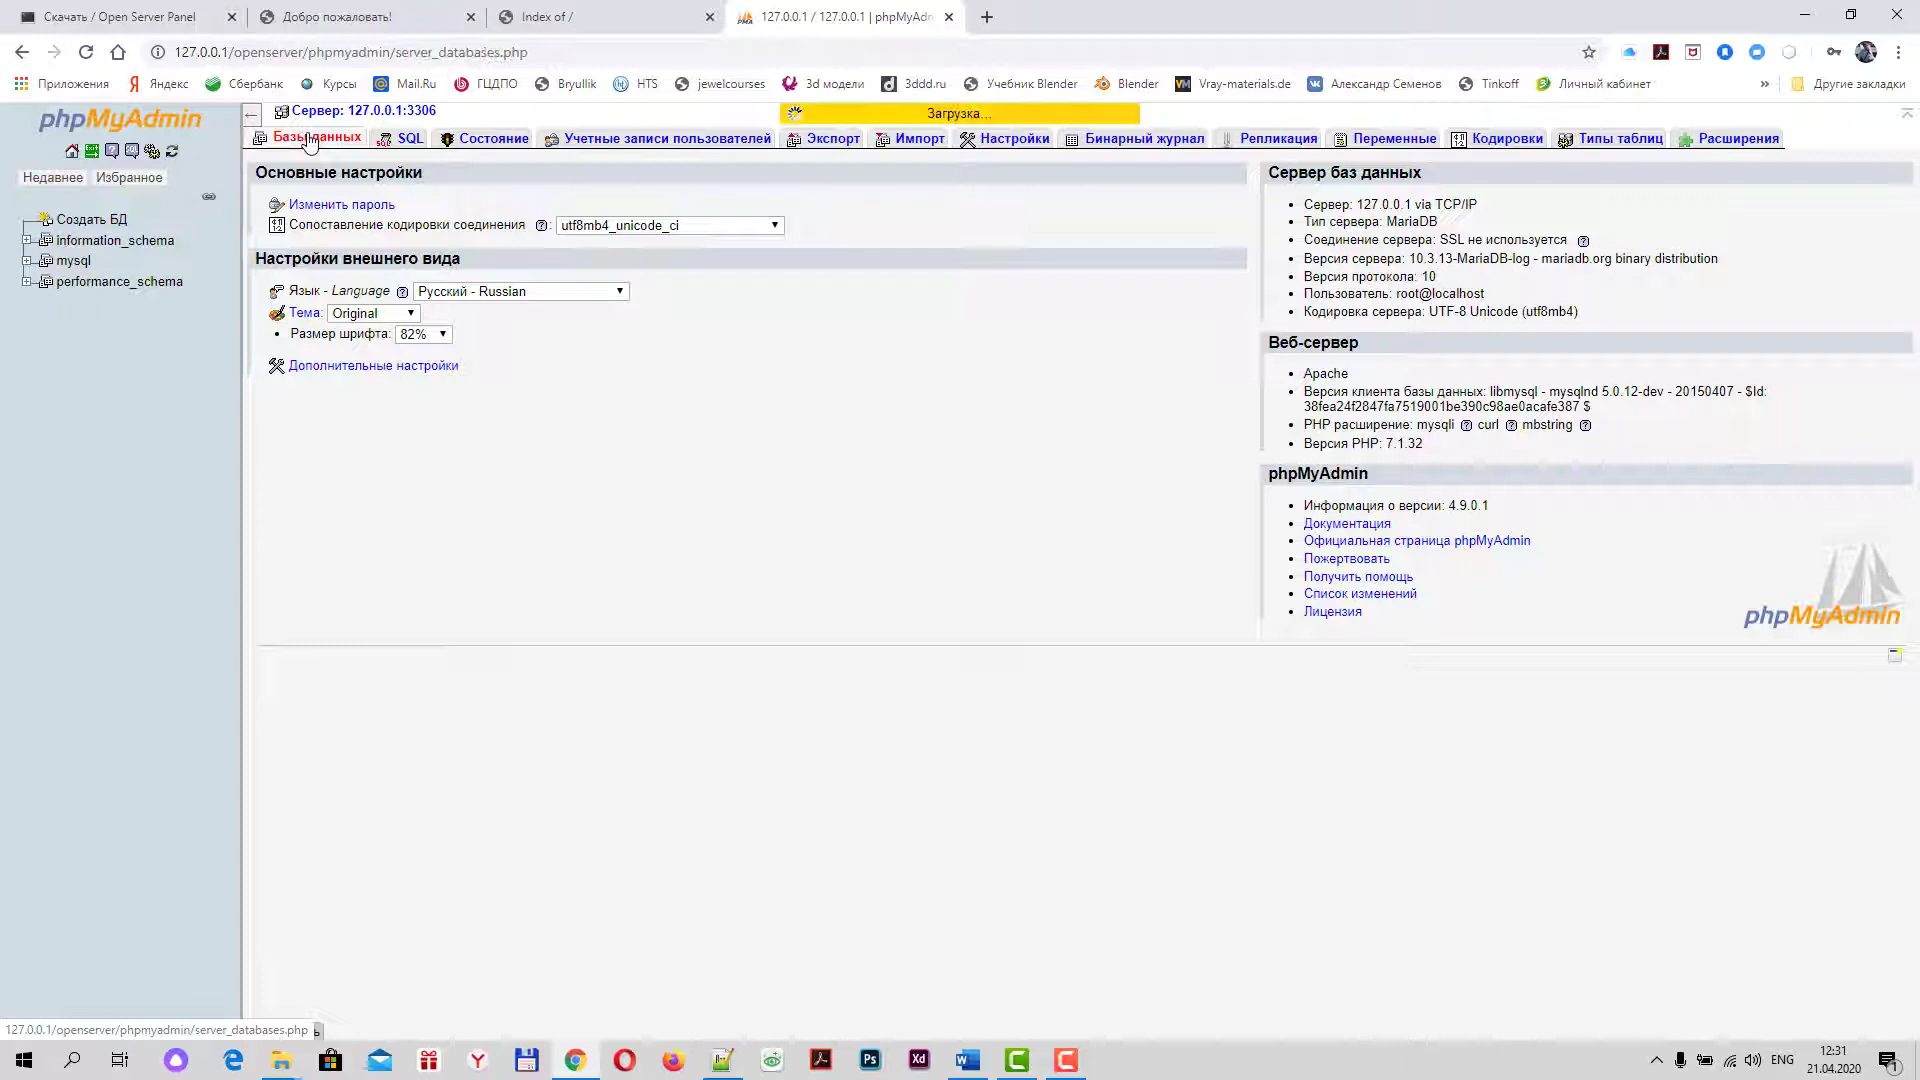 Скачать / Open Server Panel
Добро пожаловать!
Index of /
127.0.0.1 / 127.0.0.1 | phpMyAdm
127.0.0.1/openserver/phpmyadmin/server_databases.php
Приложения
Яндекс
Сбербанк
Курсы
Mail.Ru
ГЦДПО
Bryullik
HTS
jewelcourses
3d модели
3ddd.ru
Учебник Blender
Blender
Vray-materials.de
Александр Семенов
Tinkoff
Личный кабинет
»
Другие закладки
phpMyAdmin
Недавнее Избранное
Создать БД
information_schema
mysql
performance_schema
Сервер: 127.0.0.1:3306
Загрузка...
Базы данных
SQL
Состояние
Учетные записи пользователей
Экспорт
Импорт
Настройки
Бинарный журнал
Репликация
Переменные
Кодировки
Типы таблиц
Расширения
Основные настройки
Изменить пароль
Сопоставление кодировки соединения utf8mb4_unicode_ci
Настройки внешнего вида
Язык - Language Русский - Russian
Тема: Original
Размер шрифта: 82%
Дополнительные настройки
Сервер баз данных
Сервер: 127.0.0.1 via TCP/IP
Тип сервера: MariaDB
Соединение сервера: SSL не используется
Версия сервера: 10.3.13-MariaDB-log - mariadb.org binary distribution
Версия протокола: 10
Пользователь: root@localhost
Кодировка сервера: UTF-8 Unicode (utf8mb4)
Веб-сервер
Apache
Версия клиента базы данных: libmysql - mysqlnd 5.0.12-dev - 20150407 - $Id:
38fea24f2847fa7519001be390c98ae0acafe387 $
PHP расширение: mysqli curl mbstring
Версия PHP: 7.1.32
phpMyAdmin
Информация о версии: 4.9.0.1
Документация
Официальная страница phpMyAdmin
Пожертвовать
Получить помощь
Список изменений
Лицензия
phpMyAdmin
127.0.0.1/openserver/phpmyadmin/server_databases.php
ENG
12:31
21.04.2020